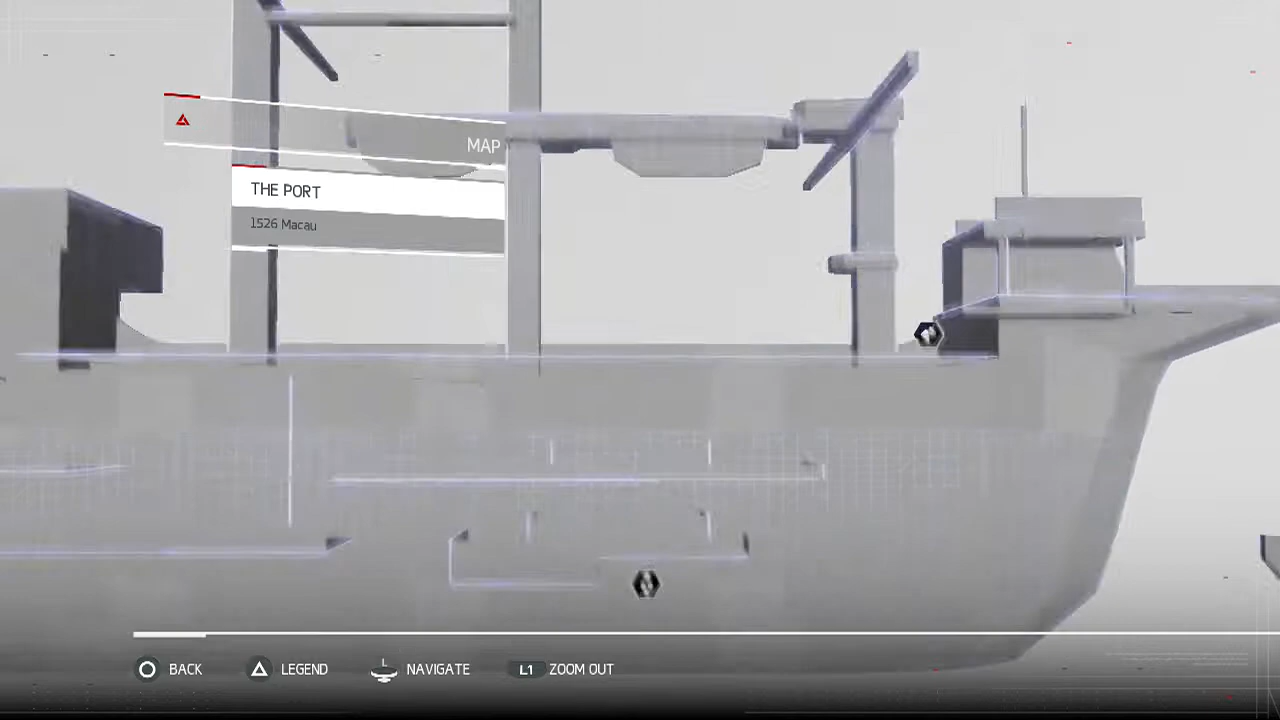 MAP
THE PORT
1526 Macau
BACK
LEGEND
L NAVIGATE
L1 ZOOM OUT